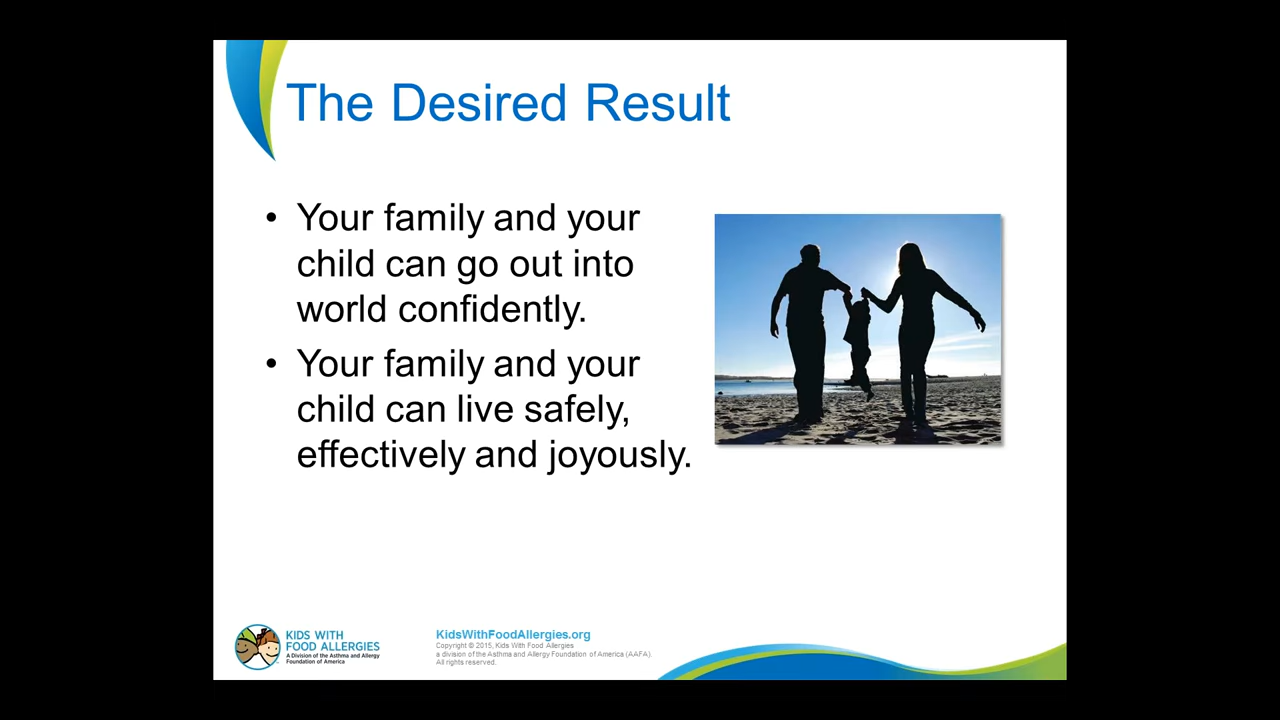 The Desired Result
• Your family and your
child can go out into
world confidently.
• Your family and your
child can live safely,
effectively and joyously.
KIDS WITH
FOOD ALLERGIES
A Division of the Asthma and Allergy
Foundation of America
KidsWithFoodAllergies.org
Copyright © 2015, Kids With Food Allergies
a division of the Asthma and Allergy Foundation of America (AAFA).
All rights reserved.